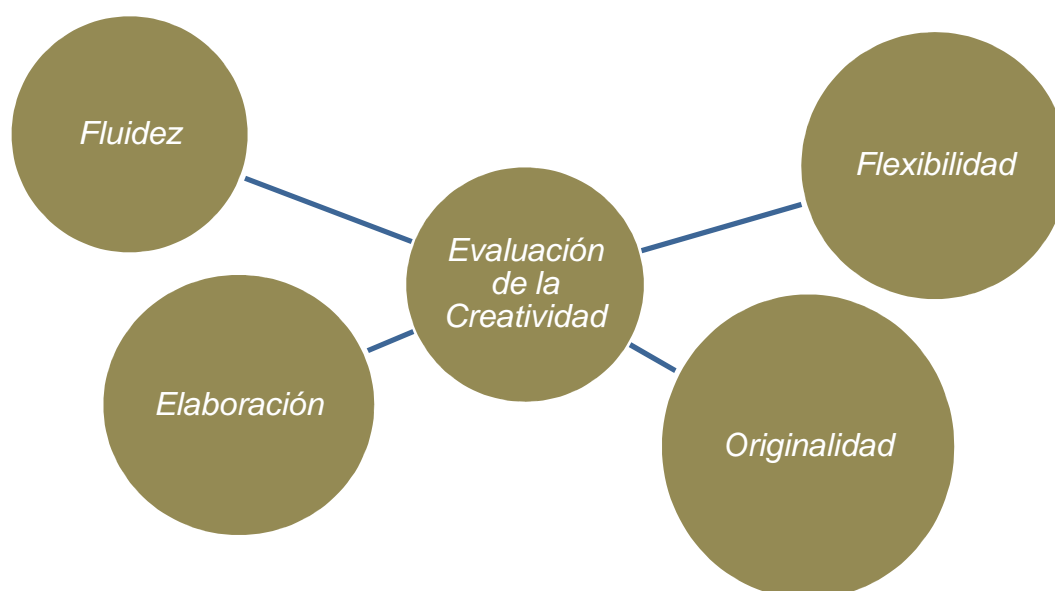 Fluidez
Flexibilidad
Evaluación
de la
Creatividad
Elaboración
Originalidad